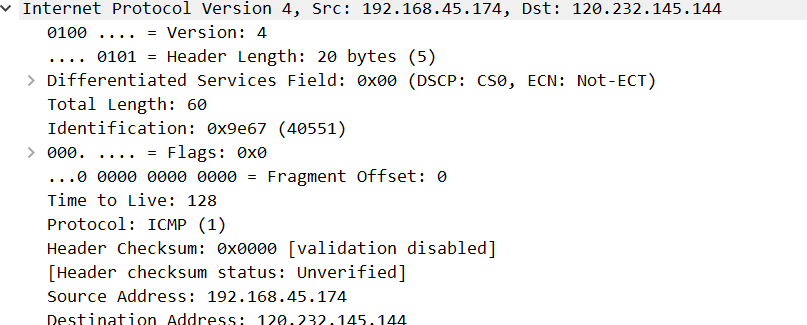 Internet Protocol Version 4, Src: 192.168.45.174, Dst: 120.232.145.144
0100 .... = Version: 4
.... 0101 = Header Length: 20 bytes (5)
Differentiated Services Field: 0x00 (DSCP: CS0, ECN: Not-ECT)
Total Length: 60
Identification: 0x9e67 (40551)
000. .... = Flags: 0x0
...0 0000 0000 0000 = Fragment Offset: 0
Time to Live: 128
Protocol: ICMP (1)
Header Checksum: 0x0000 [validation disabled]
[Header checksum status: Unverified]
Source Address: 192.168.45.174
Destination Address: 120.232.145.144